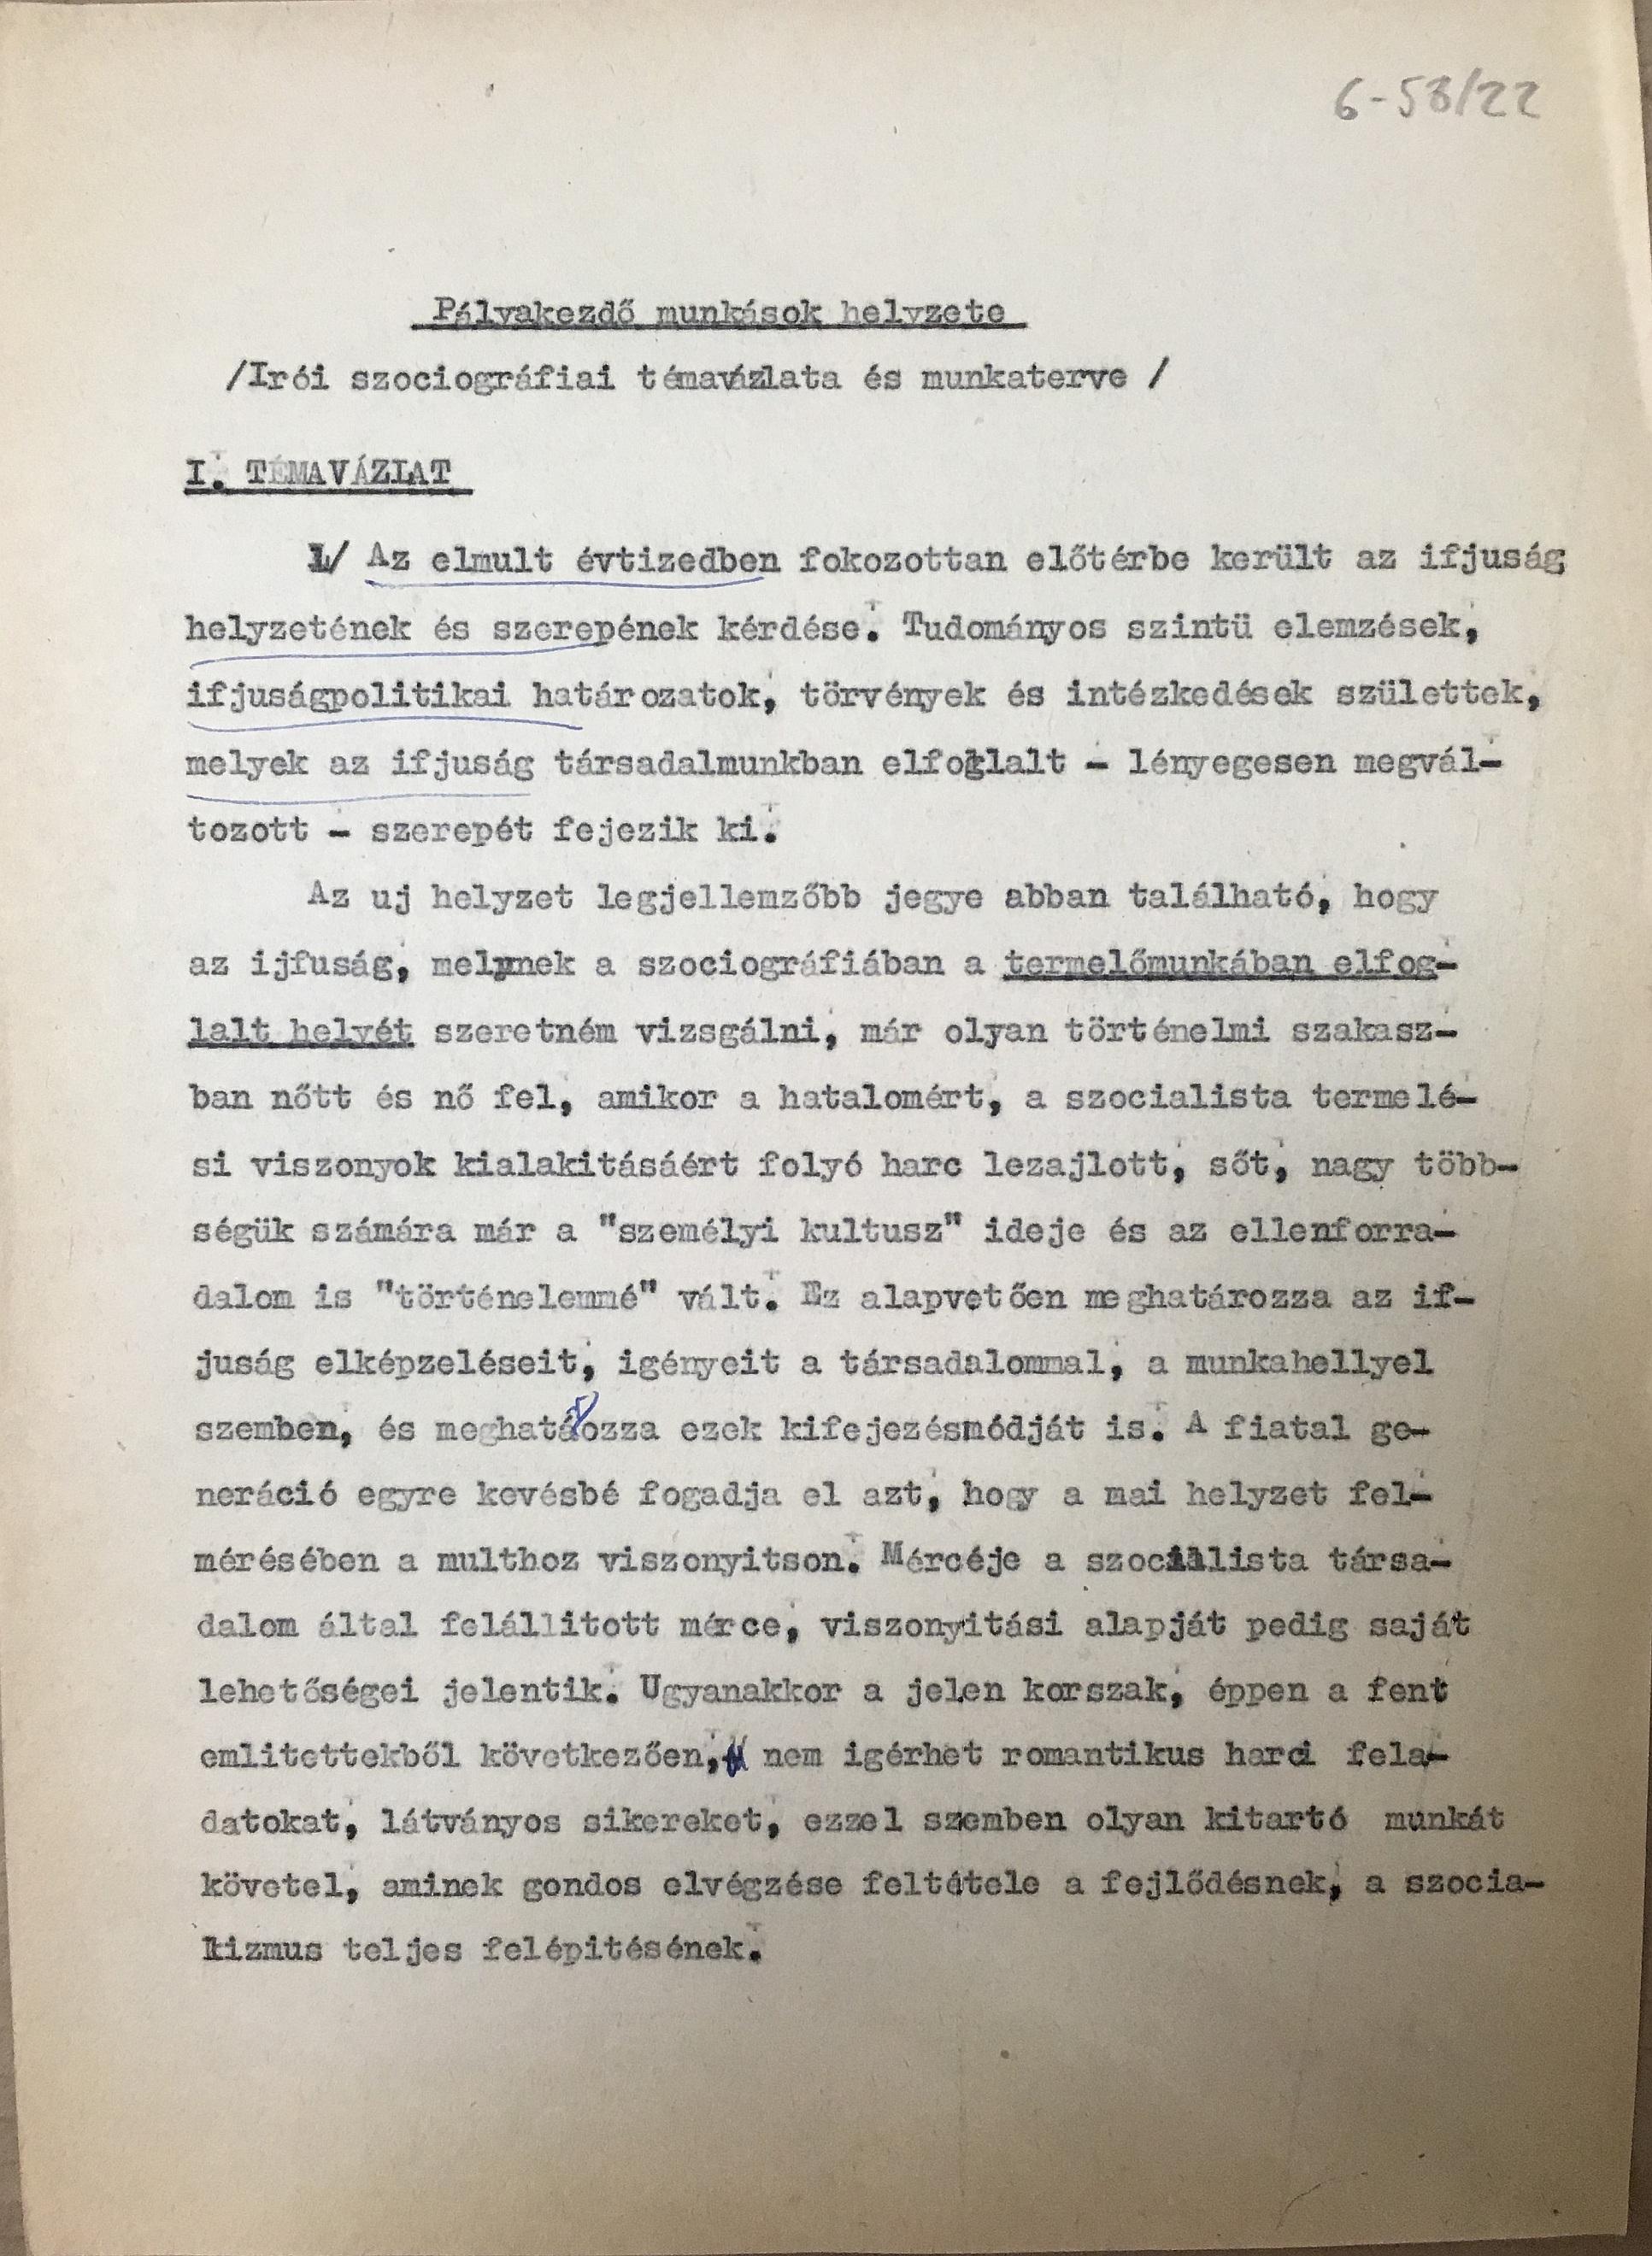 6-58/22
Pályakezdő munkások helyzete
/Irói szociográfiai témavázlata és munkaterve /
I. TÉMAVÁZLAT
1/ Az elmult évtizedben fokozottan előtérbe került az ifjuság
helyzetének és szerepének kérdése. Tudományos szintü elemzések,
ifjuságpolitikai határozatok, törvények és intézkedések születtek,
melyek az ifjuság társadalmunkban elfoglalt - lényegesen megvál-
tozott - szerepét fejezik ki.
Az uj helyzet legjellemzőbb jegye abban található, hogy
az ijfuság, melynek a szociográfiában a termelőmunkában elfog-
lalt helyét szeretném vizsgálni, már olyan történelmi szakasz-
ban nőtt és nő fel, amikor a hatalomért, a szocialista termelé-
si viszonyok kialakitásáért folyó harc lezajlott, sőt, nagy több-
ségük számára már a "személyi kultusz" ideje és az ellenforra-
dalom is "történelemmé" vált. Ez alapvetően meghatározza az if-
juság elképzeléseit, igényeit a társadalommal, a munkahellyel
szemben, és meghatározza ezek kifejezésmódját is. A fiatal ge-
neráció egyre kevésbé fogadja el azt, hogy a mai helyzet fel-
mérésében a multhoz viszonyitson. Mércéje a szocialista társa-
dalom által felállitott mérce, viszonyitási alapját pedig saját
lehetőségei jelentik. Ugyanakkor a jelen korszak, éppen a fent
emlitettekből következően, nem igérhet romantikus harci fela-
datokat, látványos sikereket, ezzel szemben olyan kitartó munkát
követel, aminek gondos elvégzése feltétele a fejlődésnek, a szocia-
lizmus teljes felépitésének.